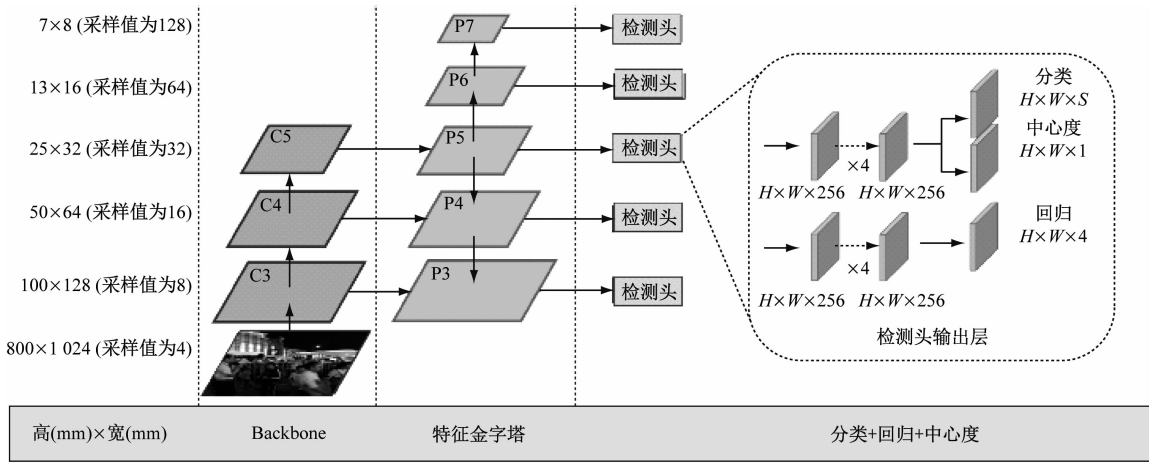 7×8 (采样值为128)
P7
检测头
13×16 (采样值为64)
P6
检测头
25×32 (采样值为32)
C5
P5
检测头
50×64 (采样值为16)
C4
P4
检测头
100×128 (采样值为8)
C3
P3
检测头
800×1 024 (采样值为4)
分类
H×W×S
中心度
H×W×1
×4
H×W×256
H×W×256
回归
H×W×4
×4
H×W×256
H×W×256
检测头输出层
高(mm)×宽(mm)
Backbone
特征金字塔
分类+回归+中心度